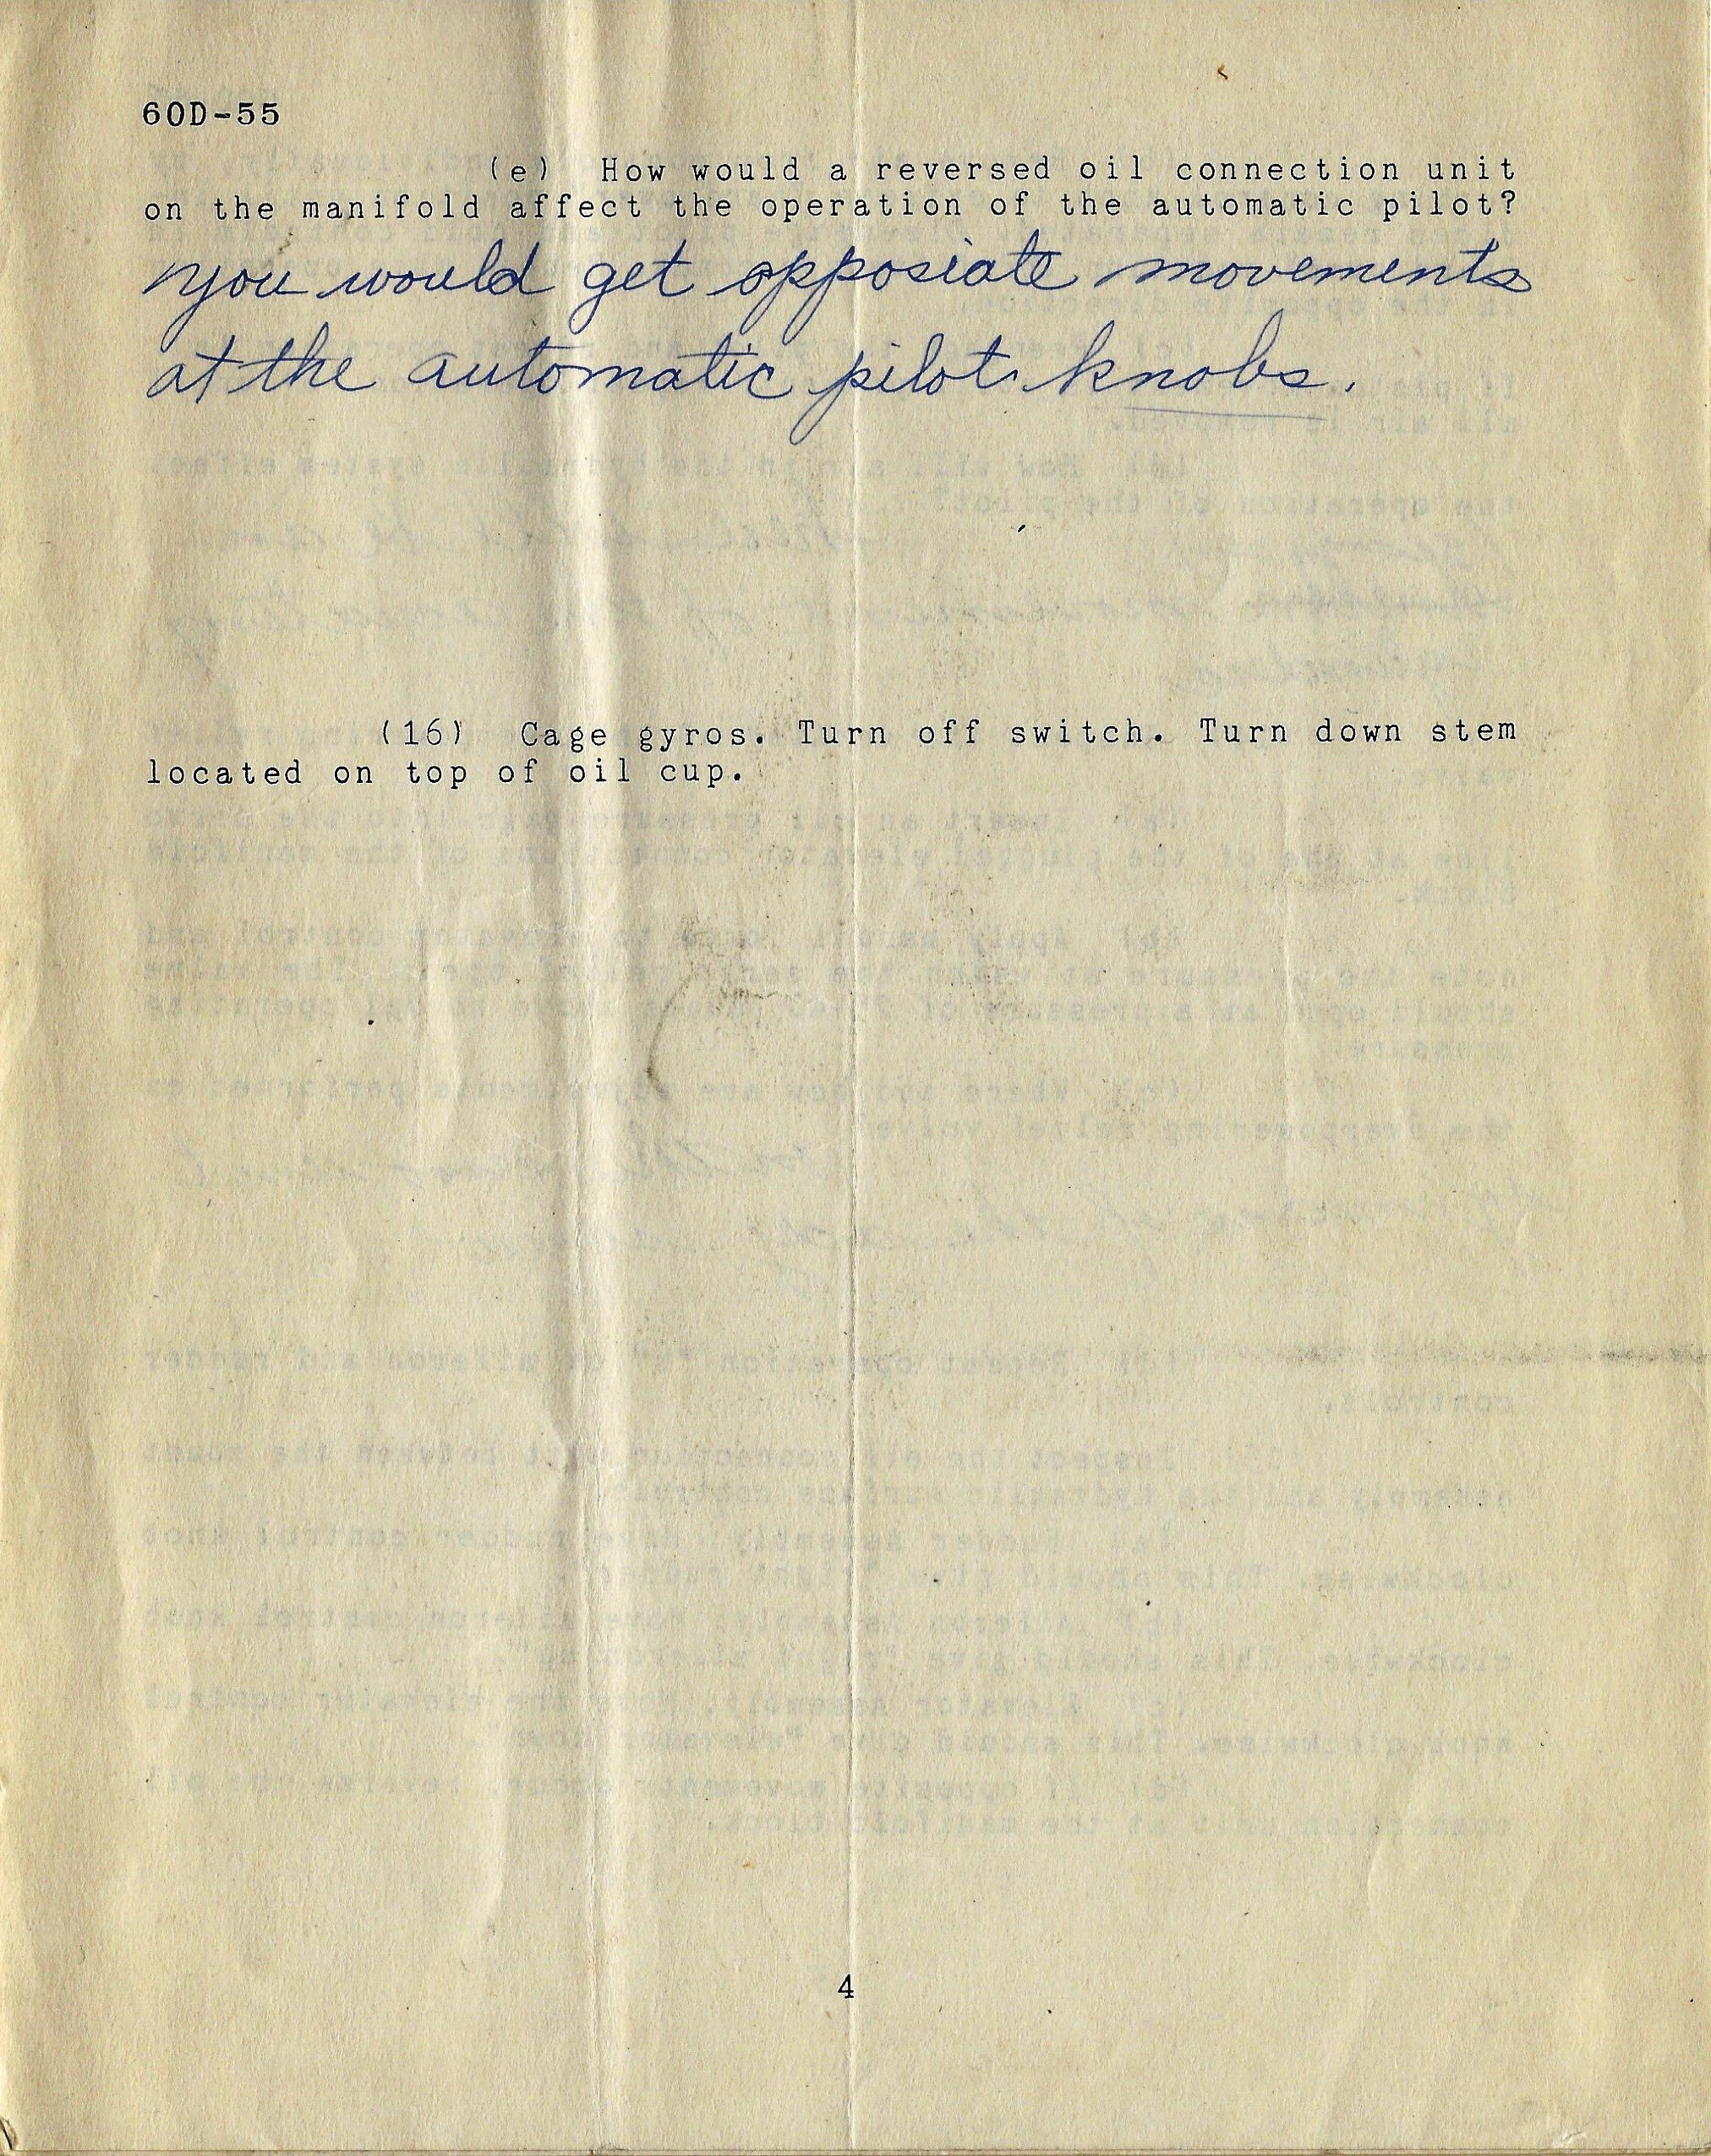 60D-55
(e) How would a reversed oil connection unit
on the manifold affect the operation of the automatic pilot?
you would get opposiate movements
at the automatic pilot knobs.
(16) Cage gyros. Turn off switch. Turn down stem
located on top of oil cup.
4